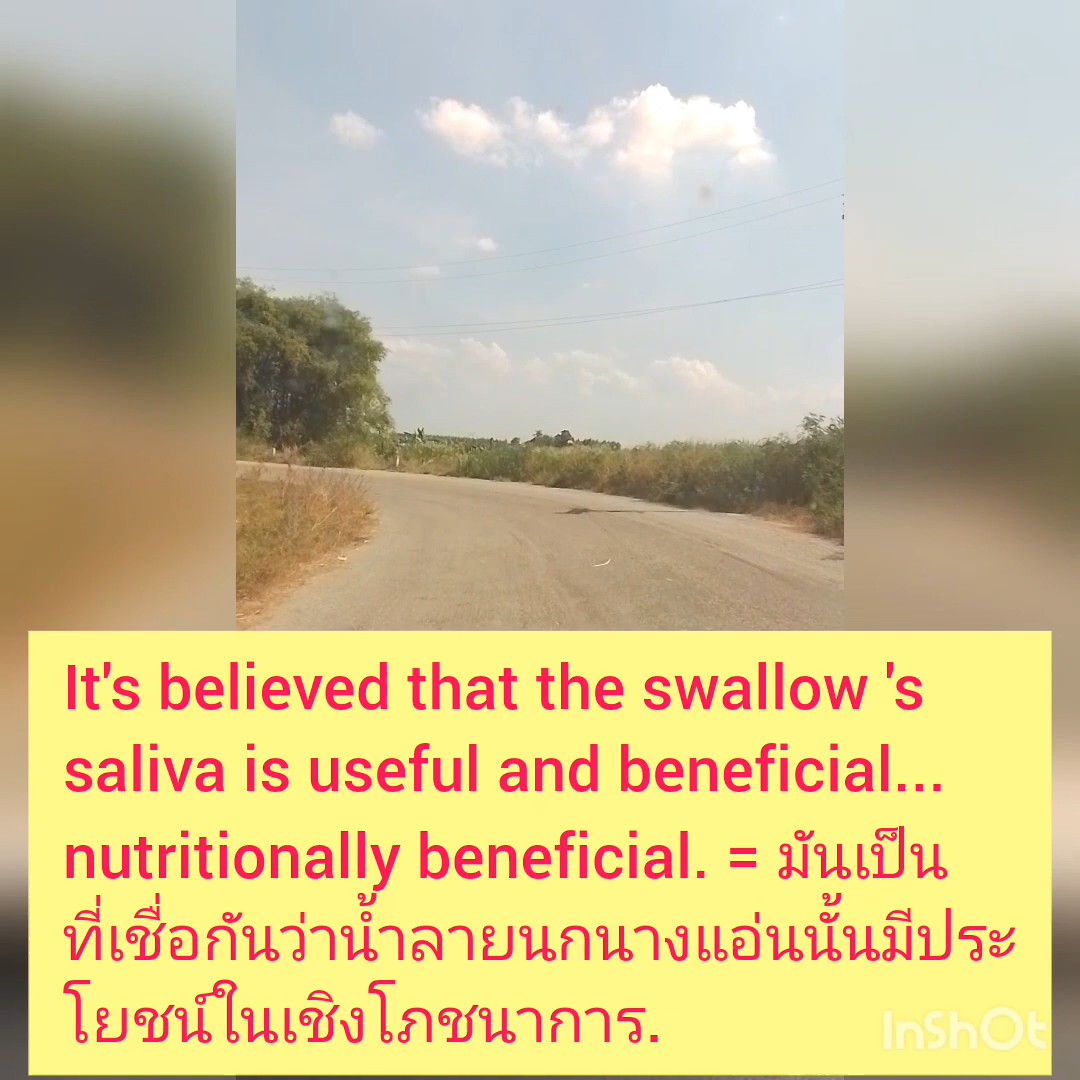 It's believed that the swallow 's
saliva is useful and beneficial...
nutritionally beneficial. = มันเป็น
ที่เชื่อกันว่าน้ำลายนกนางแอ่นนั้นมีประ
โยชน์ในเชิงโภชนาการ.
InShOt